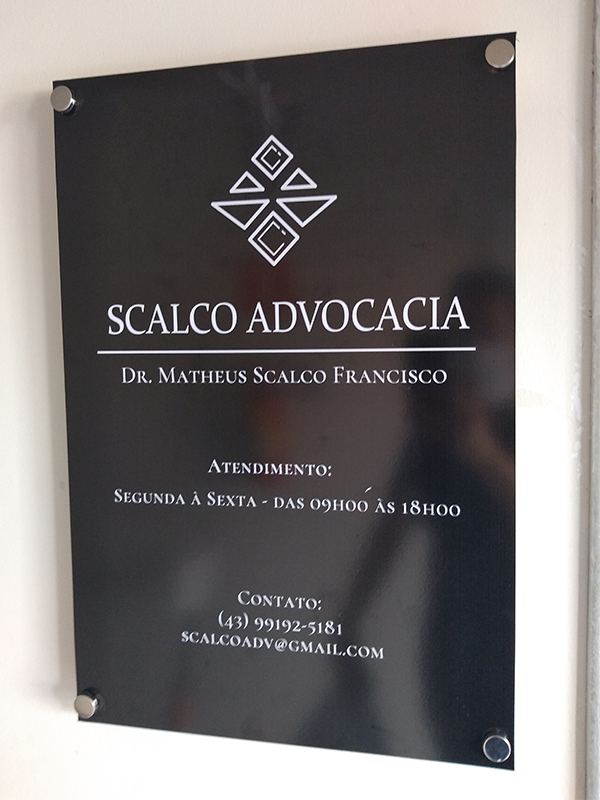 SCALCO ADVOCACIA
DR. MATHEUS SCALCO FRANCISCO
ATENDIMENTO:
SEGUNDA À SEXTA - DAS 09H00 ÀS 18H00
CONTATO:
(43) 99192-5181
SCALCOADV@GMAIL.COM